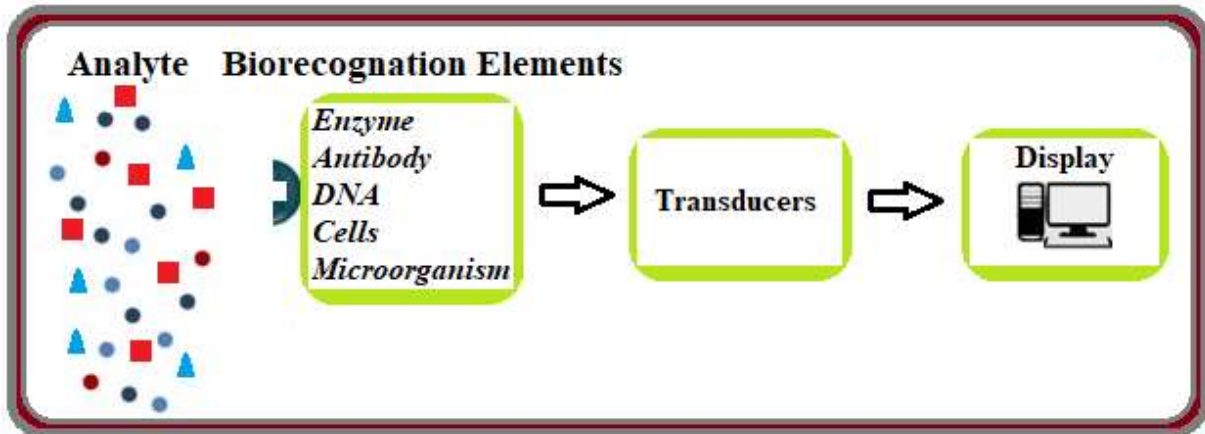 Analyte Biorecognation Elements
Enzyme
Antibody
DNA
Cells
Microorganism
Transducers
Display